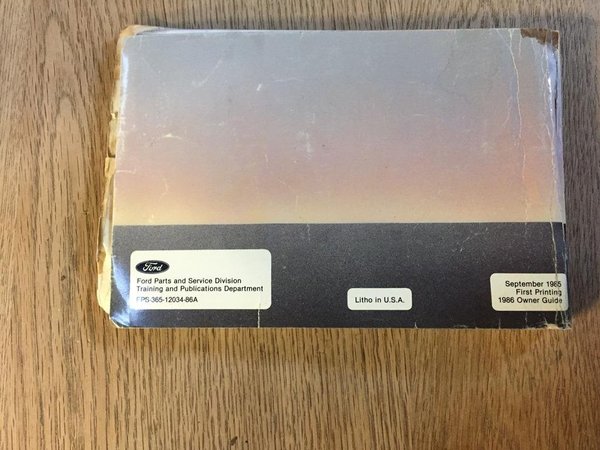 Ford
Ford Parts and Service Division
Training and Publications Department
FPS-365-12034-86A
Litho in U.S.A.
September 1985
First Printing
1986 Owner Guide